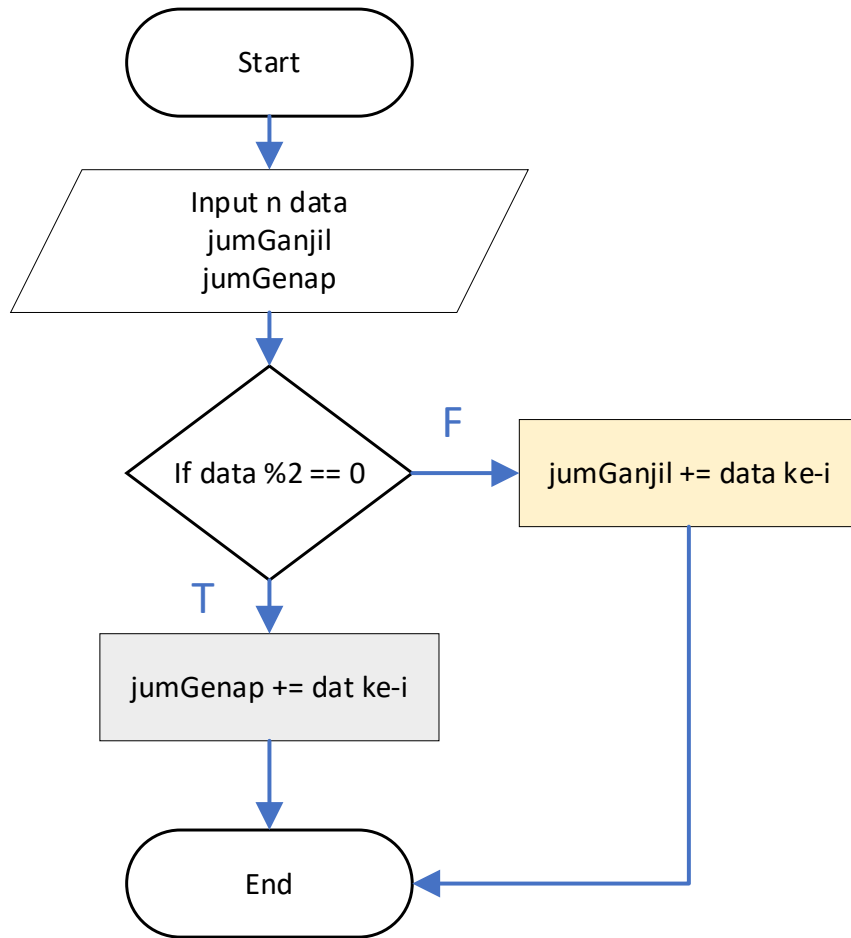 Start
Input n data
jumGanjil
jumGenap
If data %2 == 0
F
jumGanjil += data ke-i
T
jumGenap += dat ke-i
End